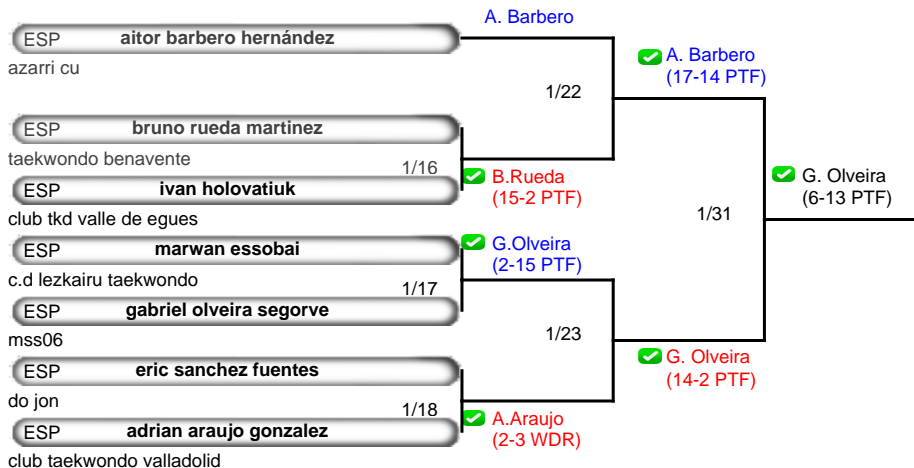 A. Barbero
ESP aitor barbero hernández
azarri cu
A. Barbero
(17-14 PTF)
1/22
ESP bruno rueda martinez
taekwondo benavente
1/16
B.Rueda
(15-2 PTF)
ESP ivan holovatiuk
club tkd valle de egues
G. Olveira
(6-13 PTF)
1/31
ESP marwan essobai
c.d lezkairu taekwondo
G.Olveira
(2-15 PTF)
1/17
ESP gabriel olveira segorve
mss06
1/23
ESP eric sanchez fuentes
do jon
G. Olveira
(14-2 PTF)
1/18
A.Araujo
(2-3 WDR)
ESP adrian araujo gonzalez
club taekwondo valladolid